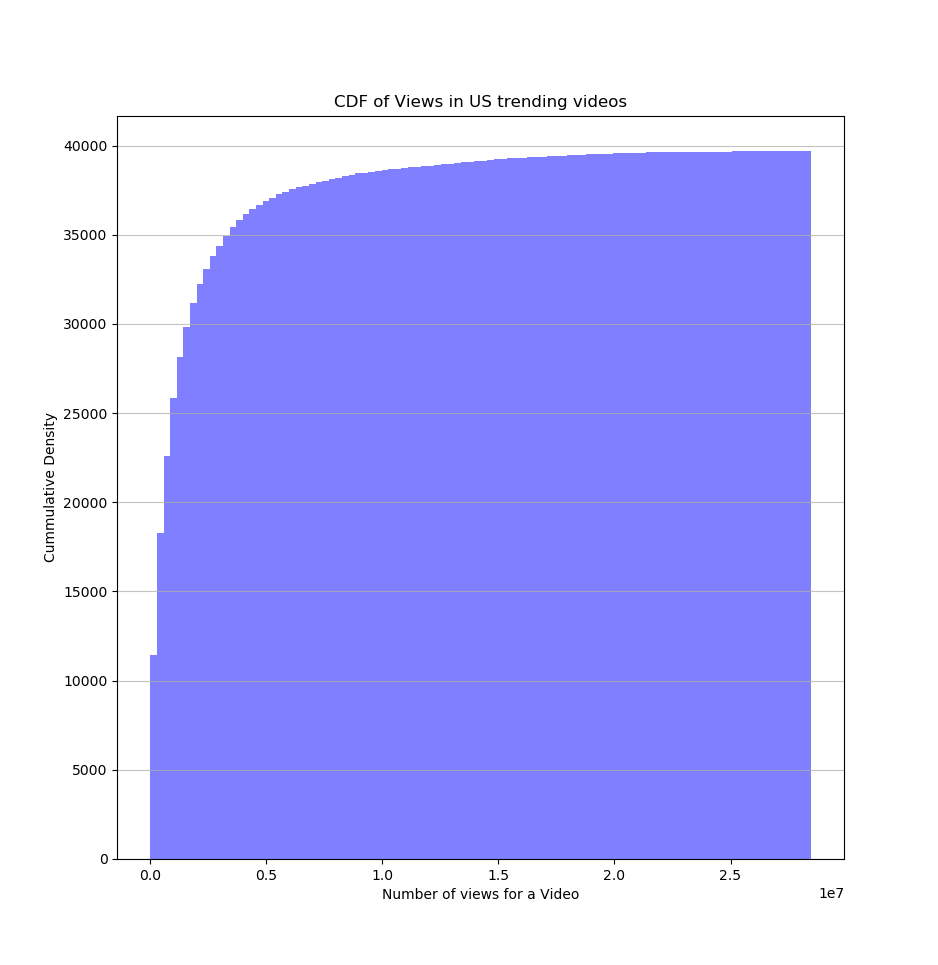 CDF of Views in US trending videos
40000
35000
30000
25000
20000
15000
10000
5000
0
Cummulative Density
0.0 0.5 1.0 1.5 2.0 2.5
1e7
Number of views for a Video